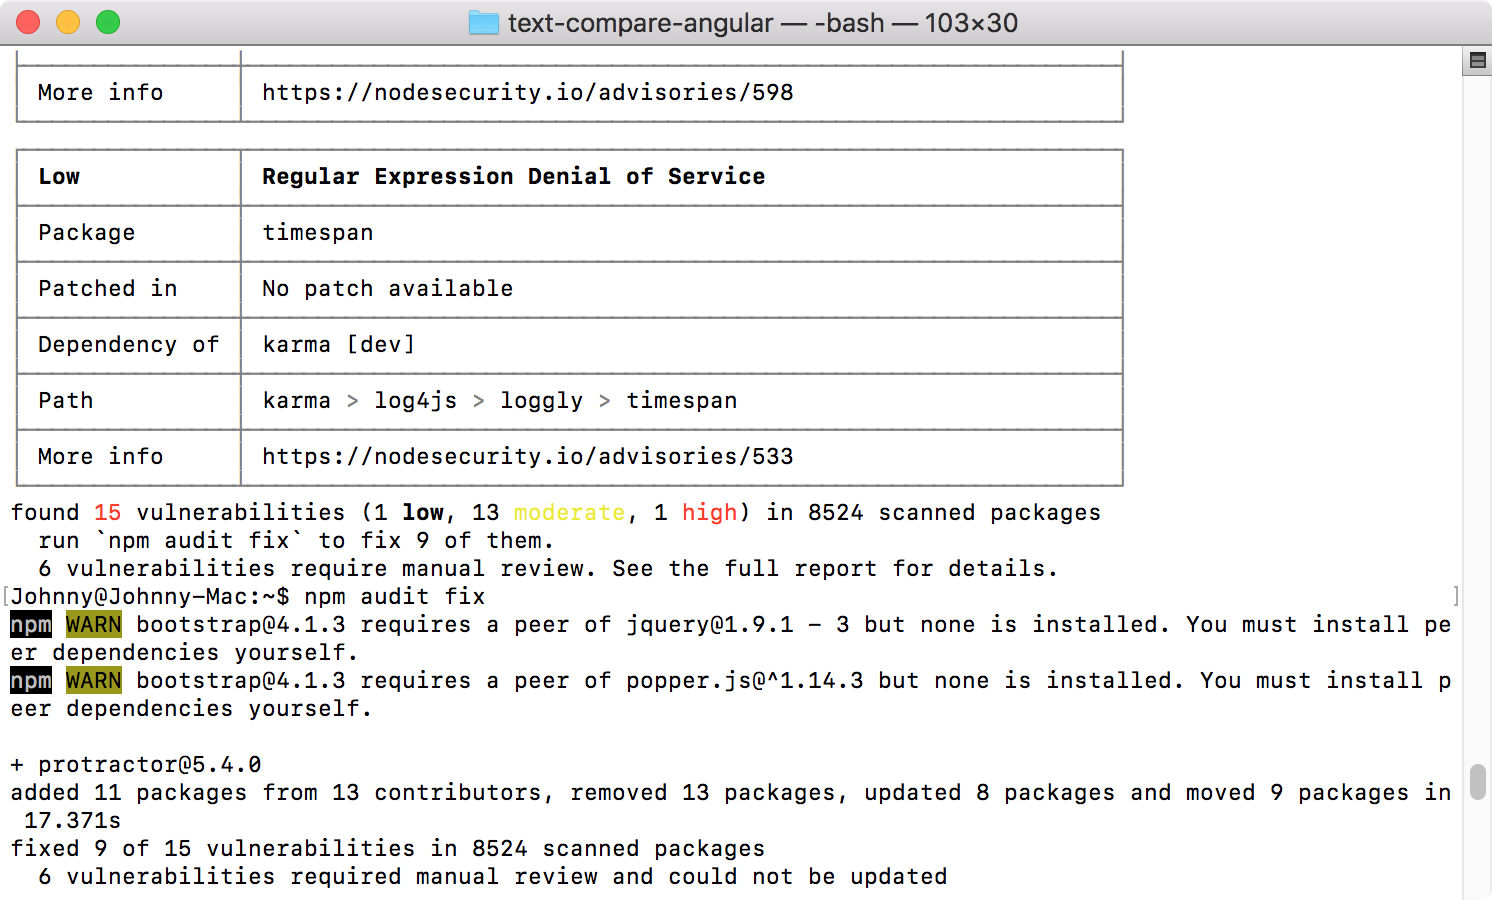 text-compare-angular — -bash — 103×30
More info https://nodesecurity.io/advisories/598
Low Regular Expression Denial of Service
Package timespan
Patched in No patch available
Dependency of karma [dev]
Path karma > log4js > loggly > timespan
More info https://nodesecurity.io/advisories/533
found 15 vulnerabilities (1 low, 13 moderate, 1 high) in 8524 scanned packages
run `npm audit fix` to fix 9 of them.
6 vulnerabilities require manual review. See the full report for details.
[Johnny@Johnny-Mac:~$ npm audit fix ]
npm WARN bootstrap@4.1.3 requires a peer of jquery@1.9.1 - 3 but none is installed. You must install pe
er dependencies yourself.
npm WARN bootstrap@4.1.3 requires a peer of popper.js@^1.14.3 but none is installed. You must install p
eer dependencies yourself.
+ protractor@5.4.0
added 11 packages from 13 contributors, removed 13 packages, updated 8 packages and moved 9 packages in
17.371s
fixed 9 of 15 vulnerabilities in 8524 scanned packages
6 vulnerabilities required manual review and could not be updated